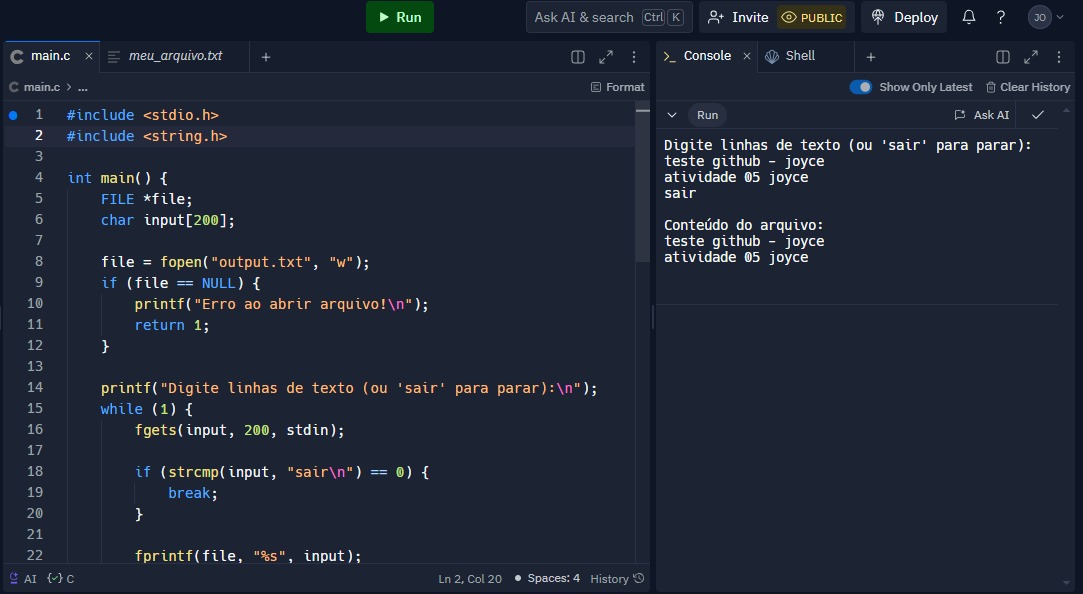 Run
Ask AI & search Ctrl K
Invite
PUBLIC
Deploy
JO
main.c
meu_arquivo.txt
main.c > ...
Format
1 #include <stdio.h>
2 #include <string.h>
3
4 int main() {
5 FILE *file;
6 char input[200];
7
8 file = fopen("output.txt", "w");
9 if (file == NULL) {
10 printf("Erro ao abrir arquivo!\n");
11 return 1;
12 }
13
14 printf("Digite linhas de texto (ou 'sair' para parar):\n");
15 while (1) {
16 fgets(input, 200, stdin);
17
18 if (strcmp(input, "sair\n") == 0) {
19 break;
20 }
21
22 fprintf(file, "%s", input);
AI
C
Ln 2, Col 20
Spaces: 4
History
Console
Shell
Show Only Latest
Clear History
Run
Ask AI
Digite linhas de texto (ou 'sair' para parar):
teste github - joyce
atividade 05 joyce
sair
Conteúdo do arquivo:
teste github - joyce
atividade 05 joyce